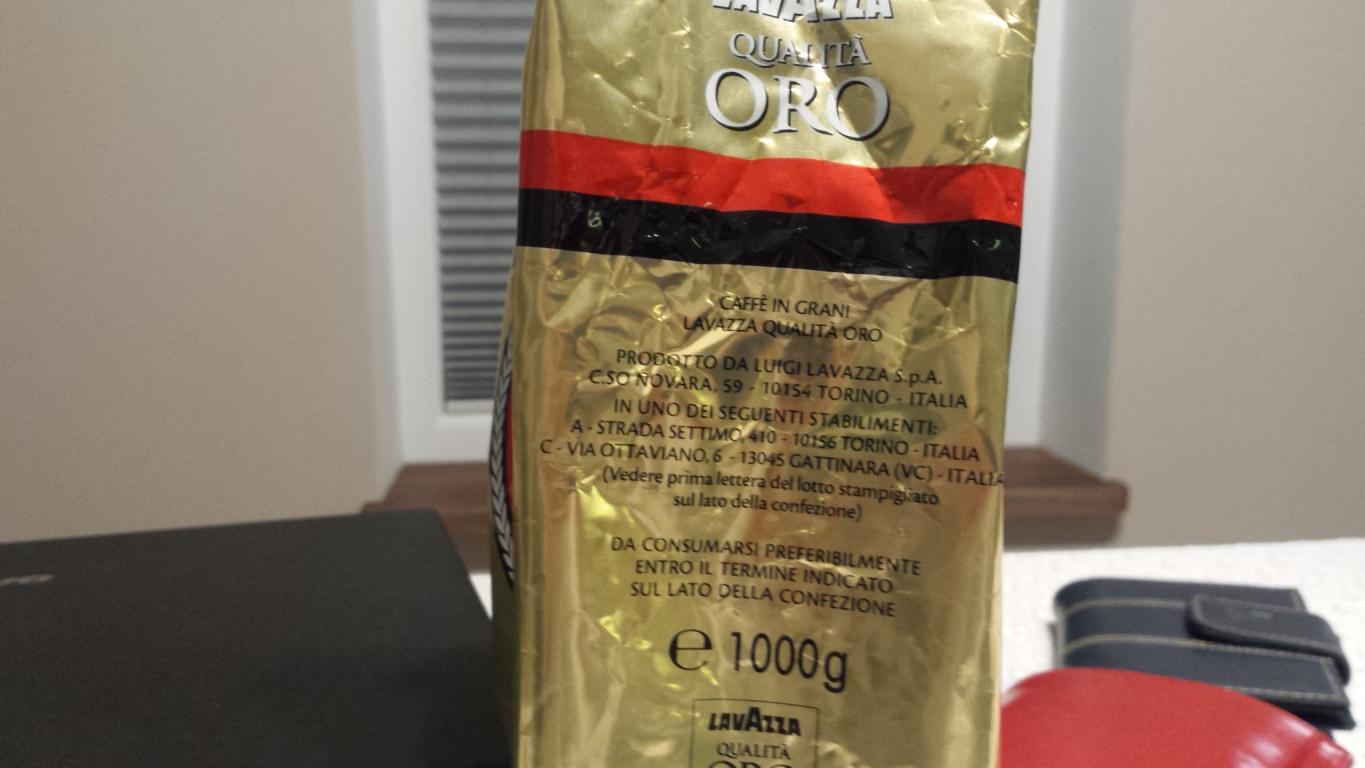 LAVAZZA
QUALITÀ
ORO
CAFFÈ IN GRANI
LAVAZZA QUALITÀ ORO
PRODOTTO DA LUIGI LAVAZZA S.p.A.
C.SO NOVARA, 59 - 10154 TORINO - ITALIA
IN UNO DEI SEGUENTI STABILIMENTI:
A - STRADA SETTIMO, 410 - 10156 TORINO - ITALIA
C - VIA OTTAVIANO, 6 - 13045 GATTINARA (VC) - ITALIA
(Vedere prima lettera del lotto stampigliato
sul lato della confezione)
DA CONSUMARSI PREFERIBILMENTE
ENTRO IL TERMINE INDICATO
SUL LATO DELLA CONFEZIONE
℮ 1000g
LAVAZZA
QUALITÀ
ORO